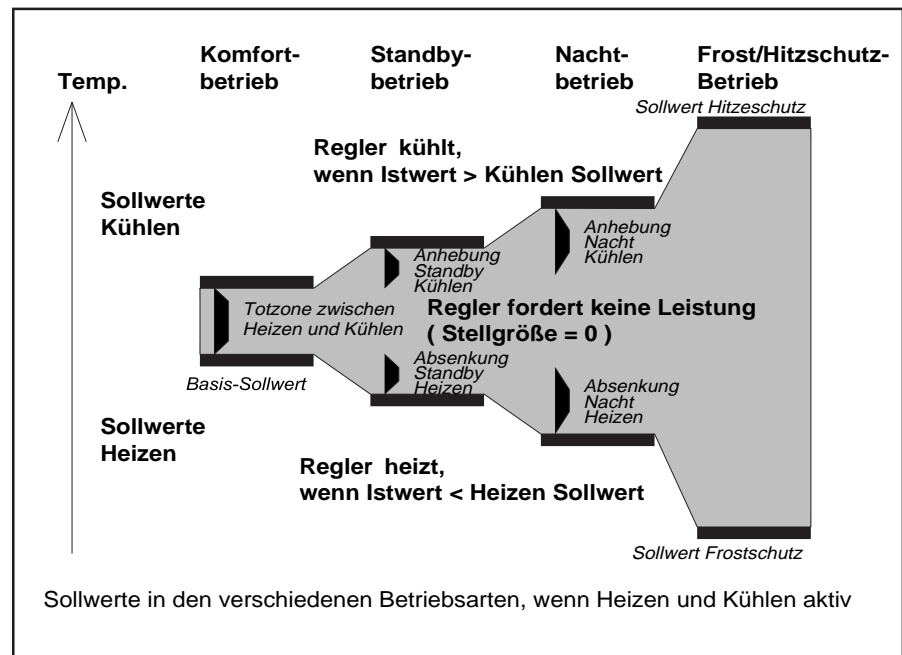 Temp.
Komfort-
betrieb
Standby-
betrieb
Nacht-
betrieb
Frost/Hitzschutz-
Betrieb
Sollwert Hitzeschutz
Regler kühlt,
wenn Istwert > Kühlen Sollwert
Sollwerte
Kühlen
Anhebung
Nacht
Kühlen
Anhebung
Standby
Kühlen
Totzone zwischen
Heizen und Kühlen
Regler fordert keine Leistung
( Stellgröße = 0 )
Basis-Sollwert
Absenkung
Standby
Heizen
Absenkung
Nacht
Heizen
Sollwerte
Heizen
Regler heizt,
wenn Istwert < Heizen Sollwert
Sollwert Frostschutz
Sollwerte in den verschiedenen Betriebsarten, wenn Heizen und Kühlen aktiv